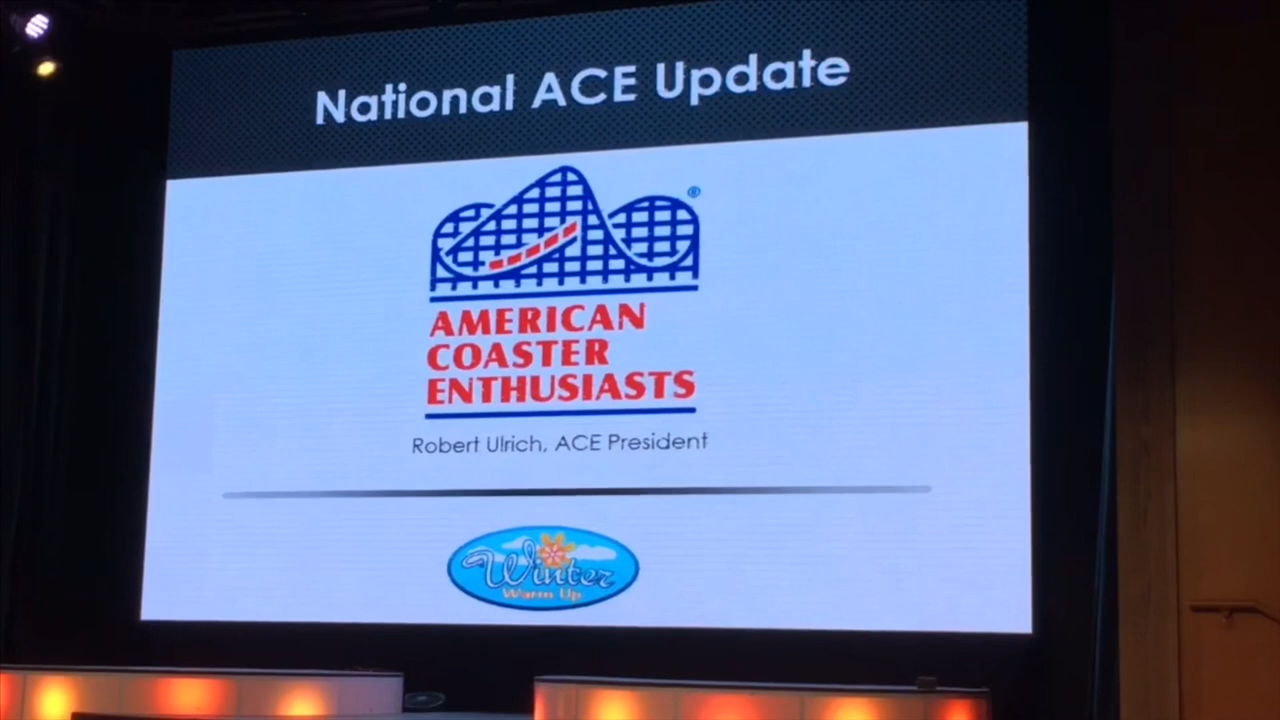 National ACE Update
®
AMERICAN
COASTER
ENTHUSIASTS
Robert Ulrich, ACE President
Winter
Warm Up